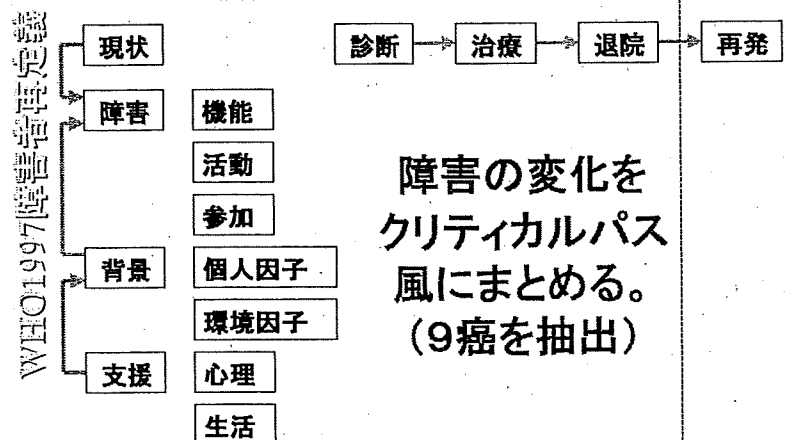 WHO1997障害者再定義
現状
診断
治療
退院
再発
障害
機能
活動
参加
背景
個人因子
環境因子
支援
心理
生活
障害の変化を
クリティカルパス
風にまとめる。
(9癌を抽出)